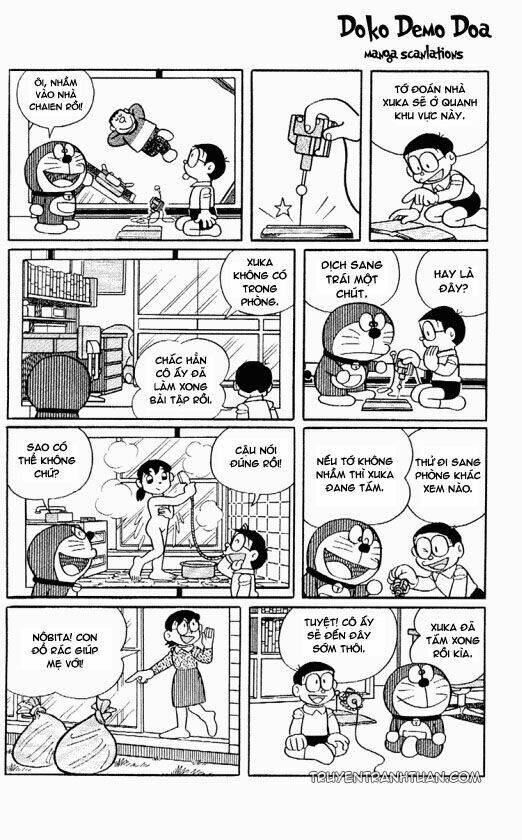 Doko Demo Doa
manga scanlations
ÔI, NHẦM
VÀO NHÀ
CHAIEN RỒI!
TỚ ĐOÁN NHÀ
XUKA SẼ Ở QUANH
KHU VỰC NÀY.
XUKA
KHÔNG CÓ
TRONG
PHÒNG.
CHẮC HẲN
CÔ ẤY ĐÃ
LÀM XONG
BÀI TẬP RỒI.
DỊCH SANG
TRÁI MỘT
CHÚT.
HAY LÀ
ĐÂY?
SAO CÓ
THỂ KHÔNG
CHỨ?
CẬU NÓI
ĐÚNG RỒI!
NẾU TỚ KHÔNG
NHẦM THÌ XUKA
ĐANG TẮM.
THỬ ĐI SANG
PHÒNG KHÁC
XEM NÀO.
NÔBITA! CON
ĐỔ RÁC GIÚP
MẸ VỚI!
TUYỆT! CÔ ẤY
SẼ ĐẾN ĐÂY
SỚM THÔI.
XUKA ĐÃ
TẮM XONG
RỒI KÌA.
TRUYENTRANHTUAN.COM